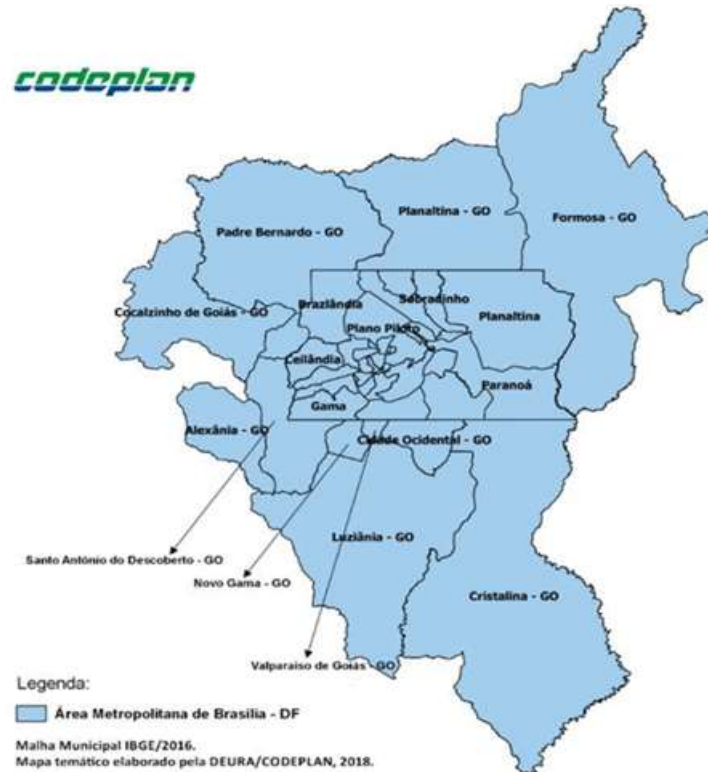 codeplan
Planaltina - GO
Formosa - GO
Padre Bernardo - GO
Cocalzinho de Goiás - GO
Brazlândia
Sobradinho
Planaltina
Plano Piloto
Ceilândia
Paranoá
Gama
Alexânia - GO
Cidade Ocidental - GO
Luziânia - GO
Santo Antônio do Descoberto - GO
Novo Gama - GO
Cristalina - GO
Valparaíso de Goiás - GO
Legenda:
Área Metropolitana de Brasília - DF
Malha Municipal IBGE/2016.
Mapa temático elaborado pela DEURA/CODEPLAN, 2018.